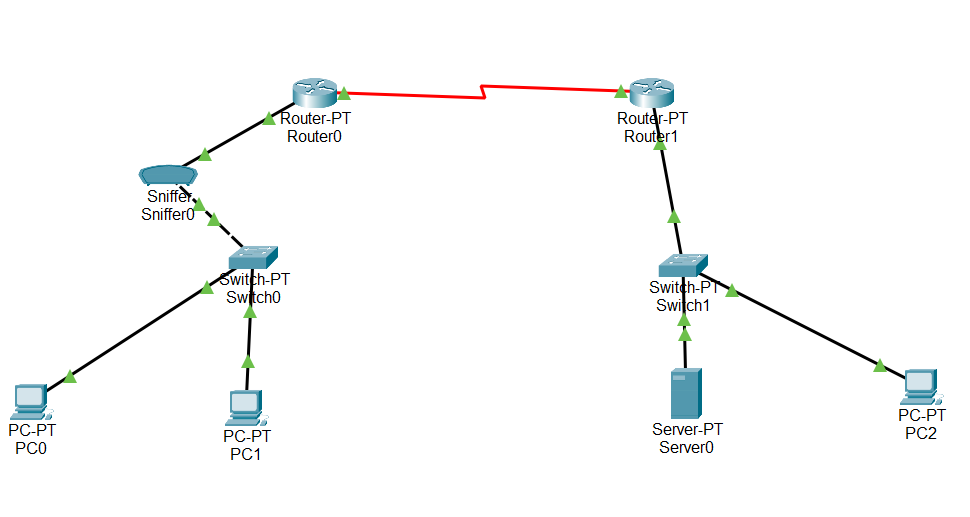 Router-PT
Router0
Router-PT
Router1
Sniffer
Sniffer0
Switch-PT
Switch0
Switch-PT
Switch1
PC-PT
PC0
PC-PT
PC1
Server-PT
Server0
PC-PT
PC2